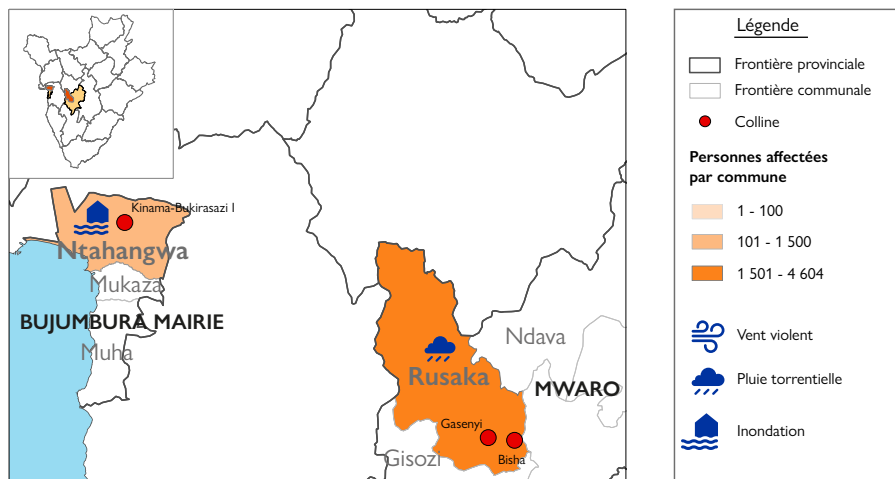 Kinama-Bukirasazi I
Ntahangwa
Mukaza
BUJUMBURA MAIRIE
Muha
Ndava
Rusaka
MWARO
Gasenyi
Gisozi
Bisha
Légende
Frontière provinciale
Frontière communale
Colline
Personnes affectées
par commune
1 - 100
101 - 1 500
1 501 - 4 604
Vent violent
Pluie torrentielle
Inondation